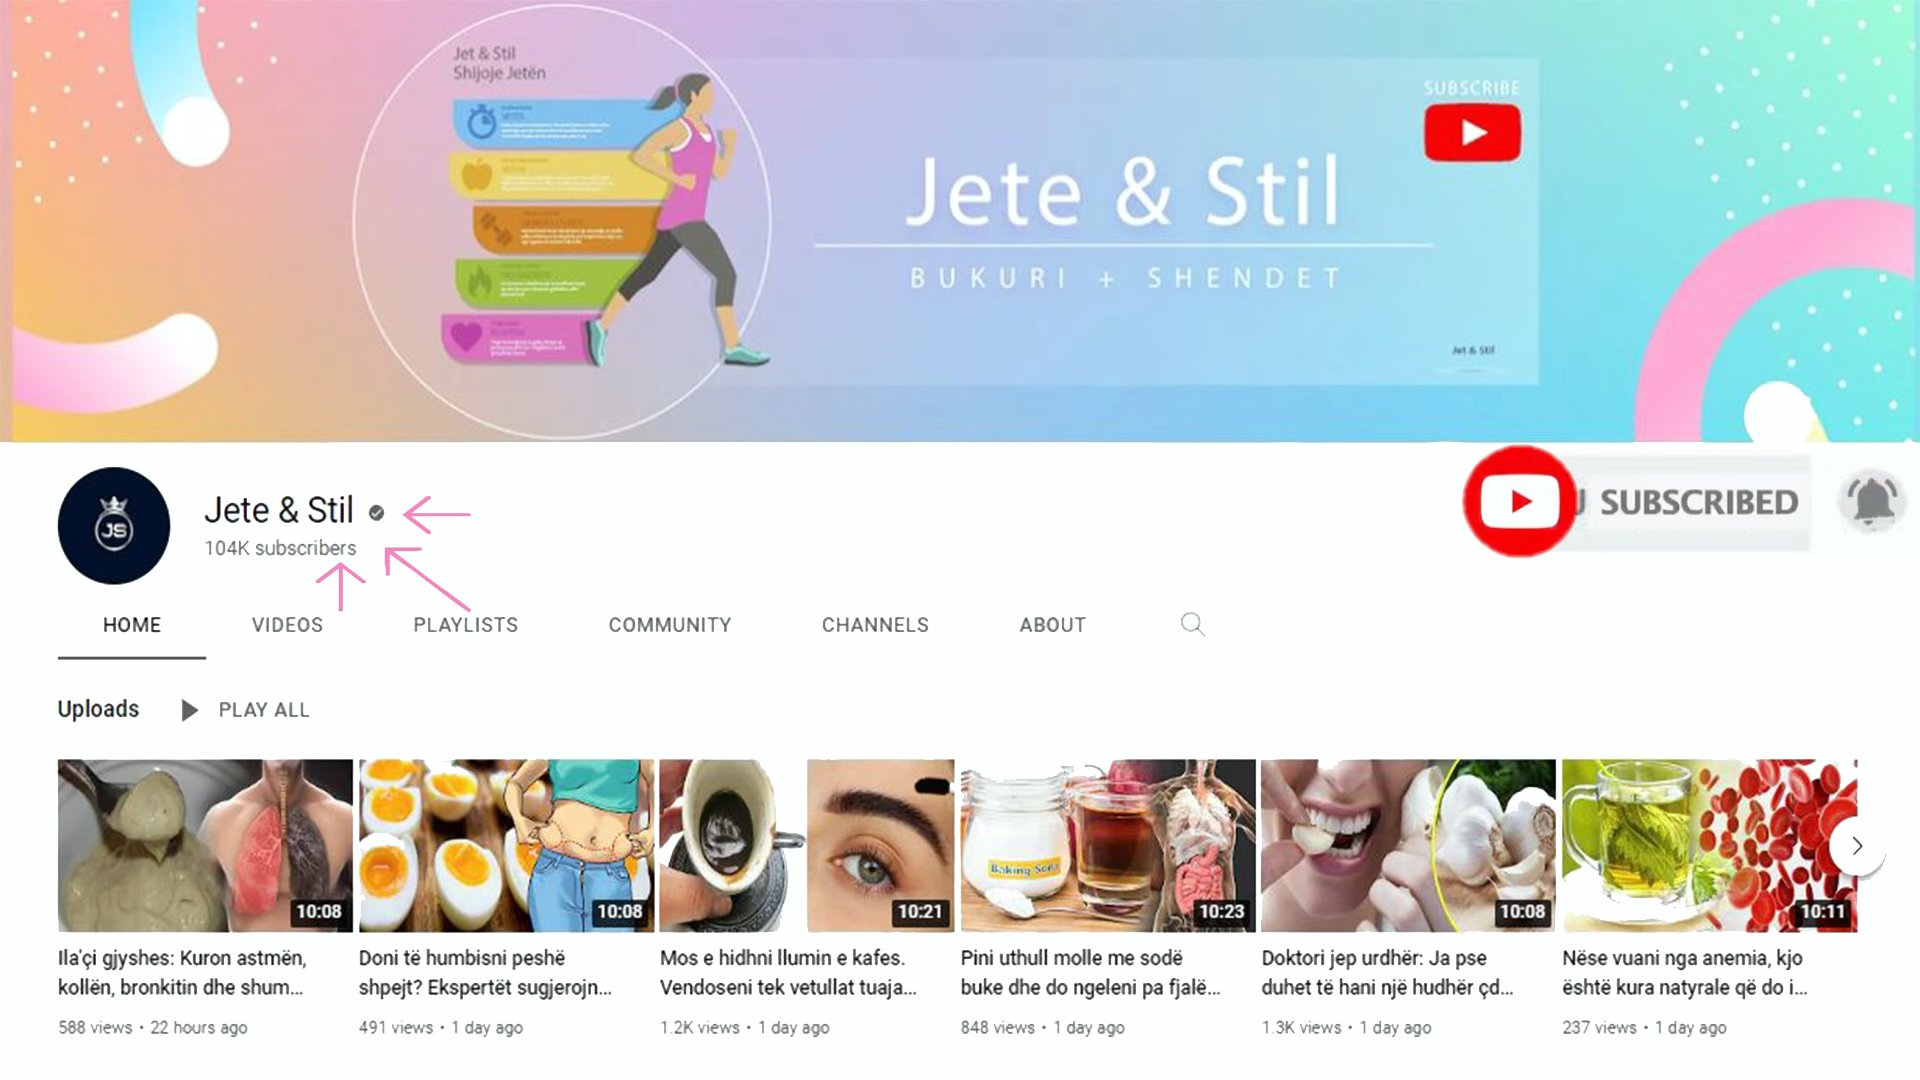 Jet & Stil
Shijoje Jetën
SUBSCRIBE
Jete & Stil
BUKURI + SHENDET
Jet & Stil
JS
Jete & Stil
104K subscribers
SUBSCRIBED
HOME VIDEOS PLAYLISTS COMMUNITY CHANNELS ABOUT
Uploads PLAY ALL
Baking Soda
10:08 10:08 10:21 10:23 10:08 10:11
Ila'çi gjyshes: Kuron astmën,
kollën, bronkitin dhe shum...
588 views • 22 hours ago
Doni të humbisni peshë
shpejt? Ekspertët sugjerojn...
491 views • 1 day ago
Mos e hidhni llumin e kafes.
Vendoseni tek vetullat tuaja...
1.2K views • 1 day ago
Pini uthull molle me sodë
buke dhe do ngeleni pa fjalë...
848 views • 1 day ago
Doktori jep urdhër: Ja pse
duhet të hani një hudhër çd...
1.3K views • 1 day ago
Nëse vuani nga anemia, kjo
është kura natyrale që do i...
237 views • 1 day ago